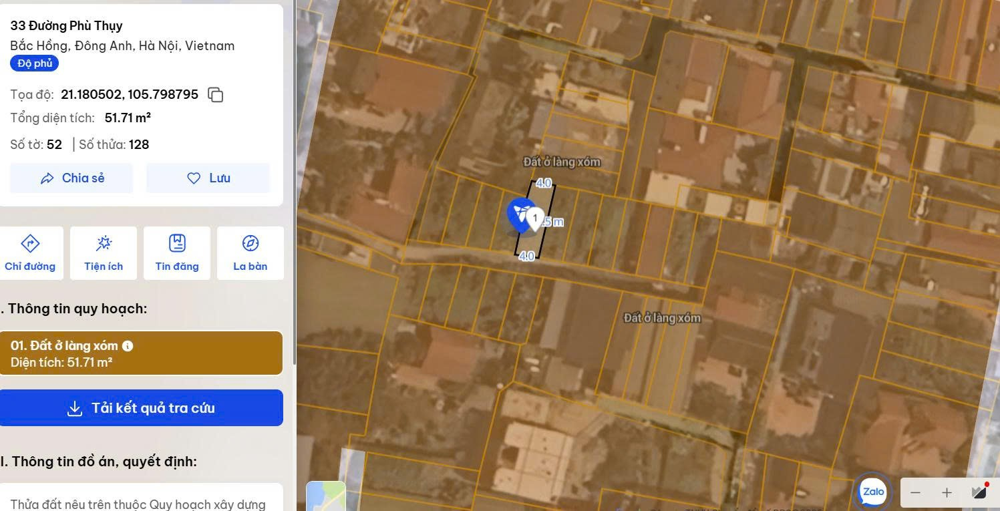 33 Đường Phù Thụy
Bắc Hồng, Đông Anh, Hà Nội, Vietnam
Độ phủ
Tọa độ: 21.180502, 105.798795
Tổng diện tích: 51.71 m²
Số tờ: 52 | Số thửa: 128
Chia sẻ
Lưu
Chỉ đường
Tiện ích
Tin đăng
La bàn
. Thông tin quy hoạch:
01. Đất ở làng xóm
Diện tích: 51.71 m²
Tải kết quả tra cứu
I. Thông tin đồ án, quyết định:
Thửa đất nêu trên thuộc Quy hoạch xây dựng
Đất ở làng xóm
4.0
1
.5 m
4.0
Đất ở làng xóm
Zalo